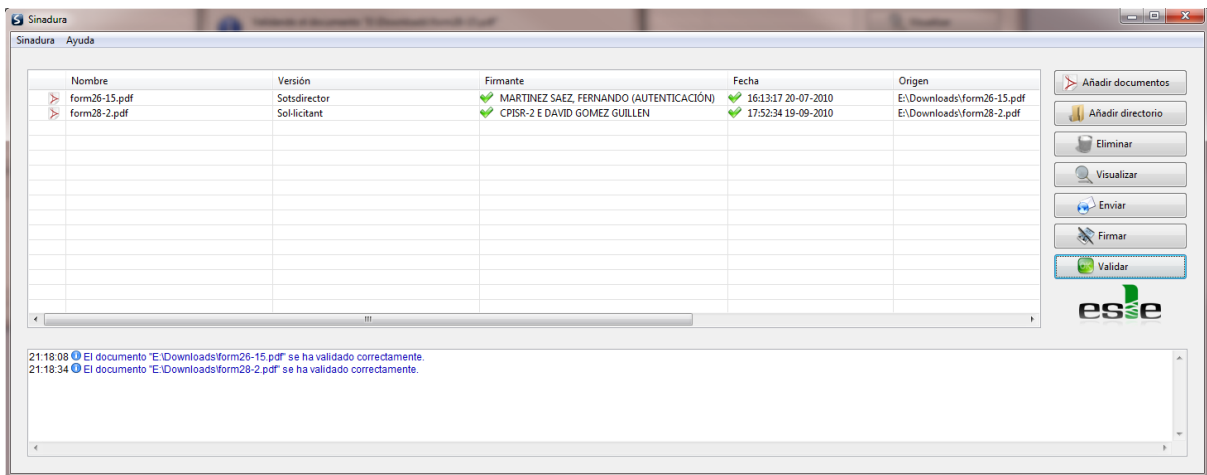 Sinadura
Sinadura Ayuda
Nombre Versión Firmante Fecha Origen
form26-15.pdf Sotsdirector MARTINEZ SAEZ, FERNANDO (AUTENTICACIÓN) 16:13:17 20-07-2010 E:\Downloads\form26-15.pdf
form28-2.pdf Sol·licitant CPISR-2 E DAVID GOMEZ GUILLEN 17:52:34 19-09-2010 E:\Downloads\form28-2.pdf
Añadir documentos
Añadir directorio
Eliminar
Visualizar
Enviar
Firmar
Validar
esle
21:18:08 El documento "E:\Downloads\form26-15.pdf" se ha validado correctamente.
21:18:34 El documento "E:\Downloads\form28-2.pdf" se ha validado correctamente.